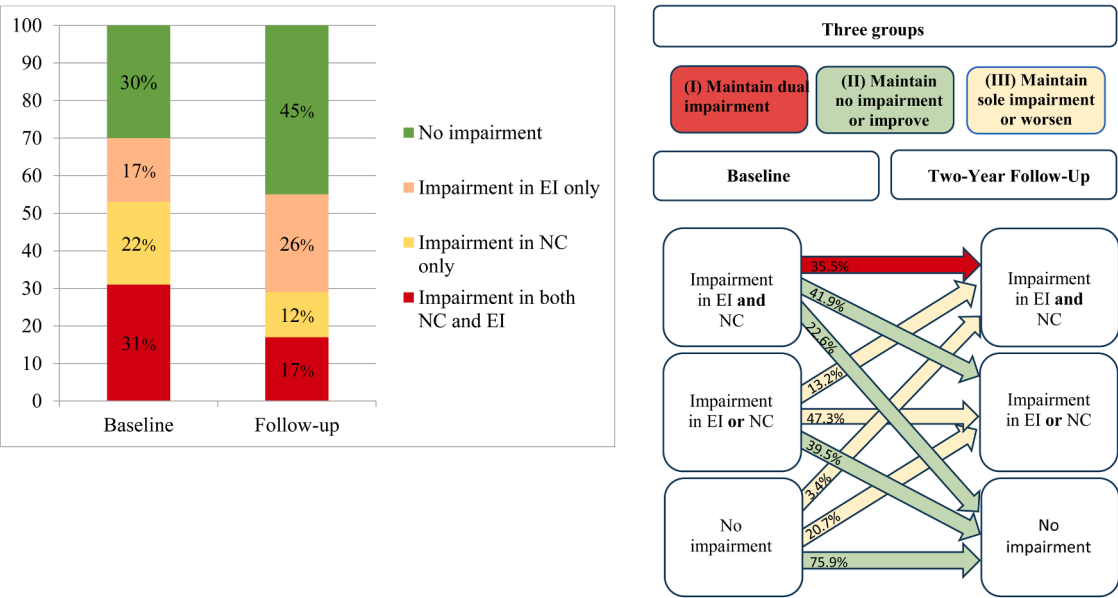 100
90
80
70
60
50
40
30
20
10
0
30%
17%
22%
31%
45%
26%
12%
17%
Baseline
Follow-up
No impairment
Impairment in EI only
Impairment in NC
only
Impairment in both
NC and EI
Three groups
(I) Maintain dual
impairment
(II) Maintain
no impairment
or improve
(III) Maintain
sole impairment
or worsen
Baseline
Two-Year Follow-Up
Impairment
in EI and
NC
Impairment
in EI or NC
No
impairment
35.5%
41.9%
22.6%
13.2%
47.3%
39.5%
3.4%
20.7%
75.9%
Impairment
in EI and
NC
Impairment
in EI or NC
No
impairment